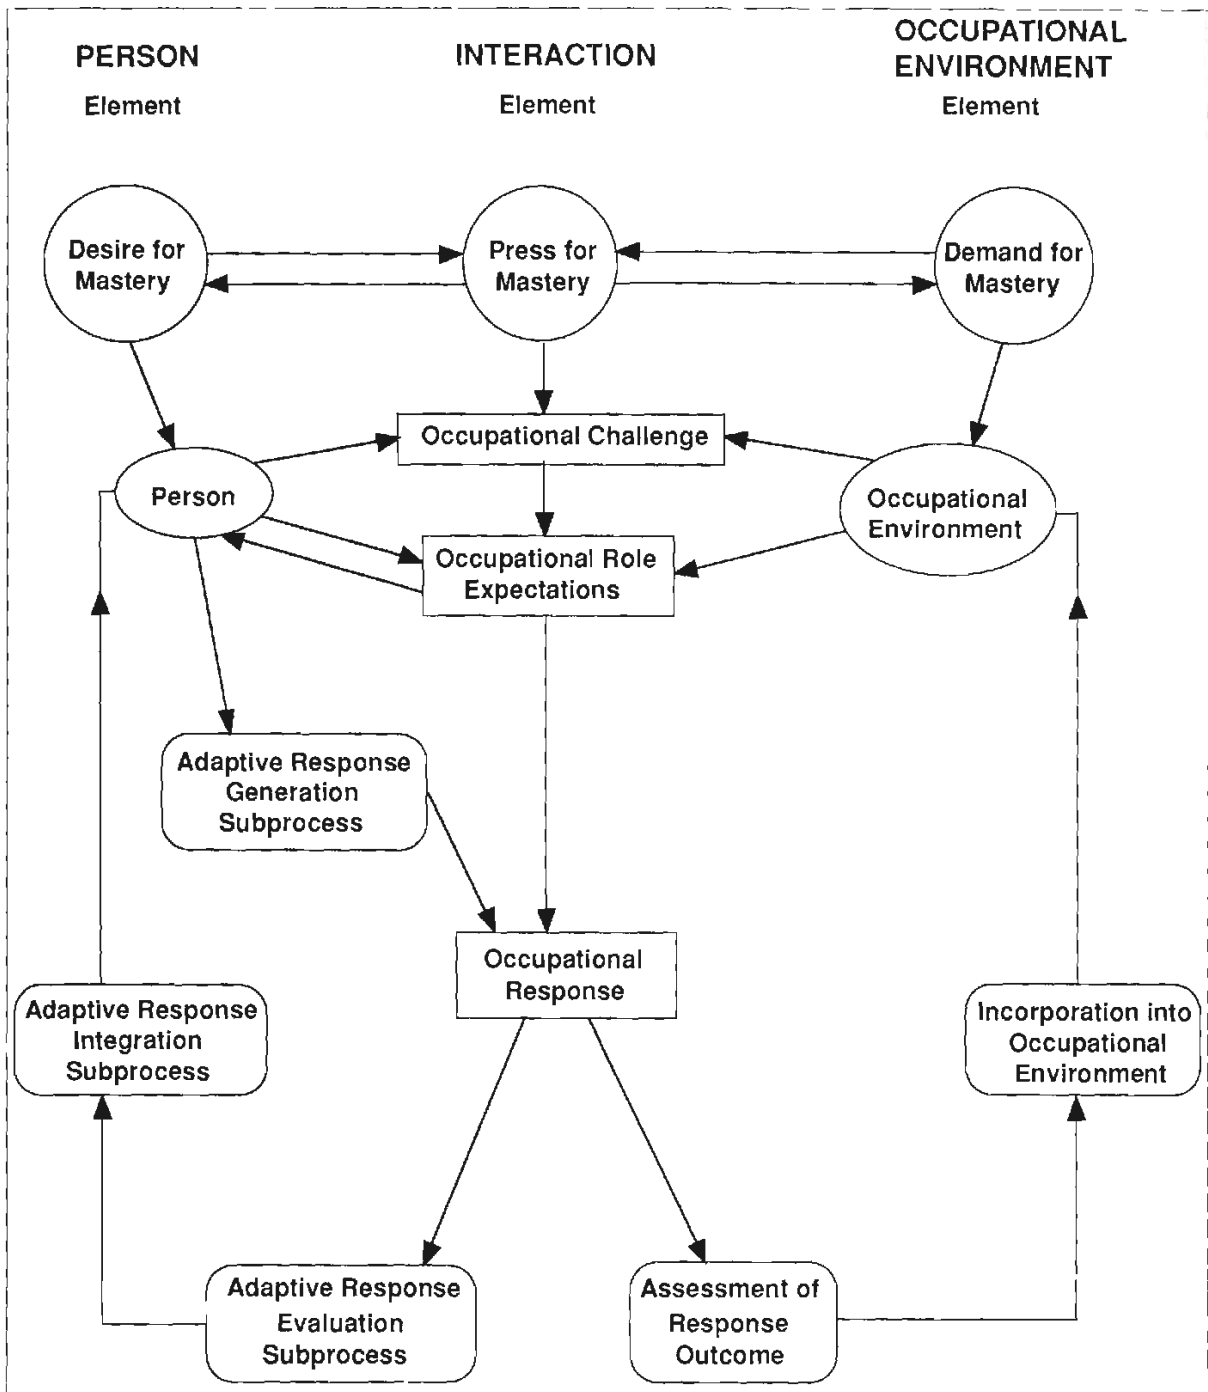 PERSON
Element
INTERACTION
Element
OCCUPATIONAL
ENVIRONMENT
Element
Desire for
Mastery
Press for
Mastery
Demand for
Mastery
Occupational Challenge
Person
Occupational
Environment
Occupational Role
Expectations
Adaptive Response
Generation
Subprocess
Occupational
Response
Adaptive Response
Integration
Subprocess
Incorporation into
Occupational
Environment
Adaptive Response
Evaluation
Subprocess
Assessment of
Response
Outcome